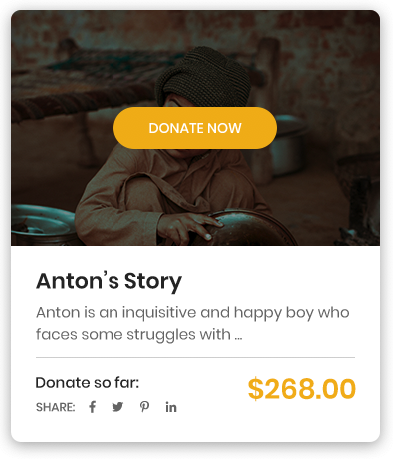 DONATE NOW
Anton's Story
Anton is an inquisitive and happy boy who
faces some struggles with ...
Donate so far:
$268.00
SHARE: